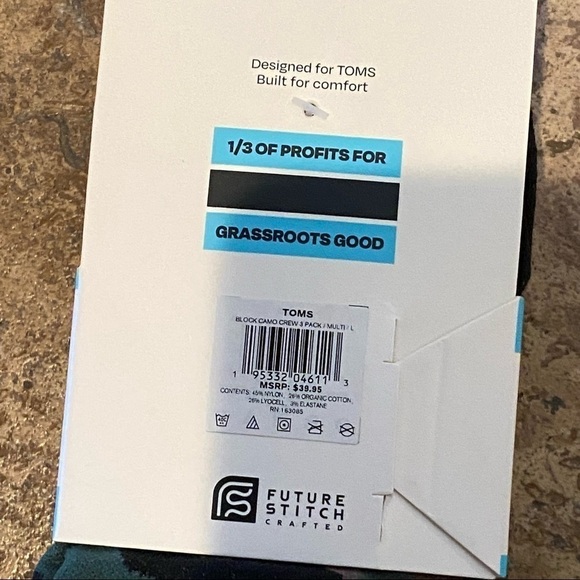 Designed for TOMS
Built for comfort
1/3 OF PROFITS FOR
GRASSROOTS GOOD
TOMS
BLOCK CAMO CREW 3 PACK / MULTI / L
1 95332 04611 3
MSRP: $39.95
CONTENTS: 45% NYLON, 26% ORGANIC COTTON,
26% LYOCELL, 3% ELASTANE
RN 163085
FUTURE
STITCH
CRAFTED